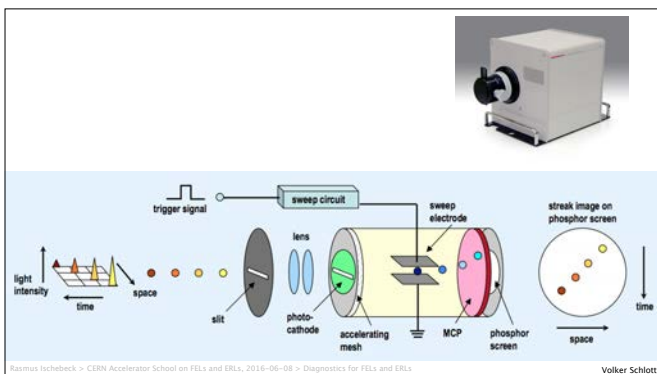 trigger signal
sweep circuit
sweep
electrode
streak image on
phosphor screen
lens
light
intensity
time
space
slit
photo-
cathode
accelerating
mesh
MCP
phosphor
screen
space
time
Rasmus Ischebeck > CERN Accelerator School on FELs and ERLs, 2016-06-08 > Diagnostics for FELs and ERLs
Volker Schlott